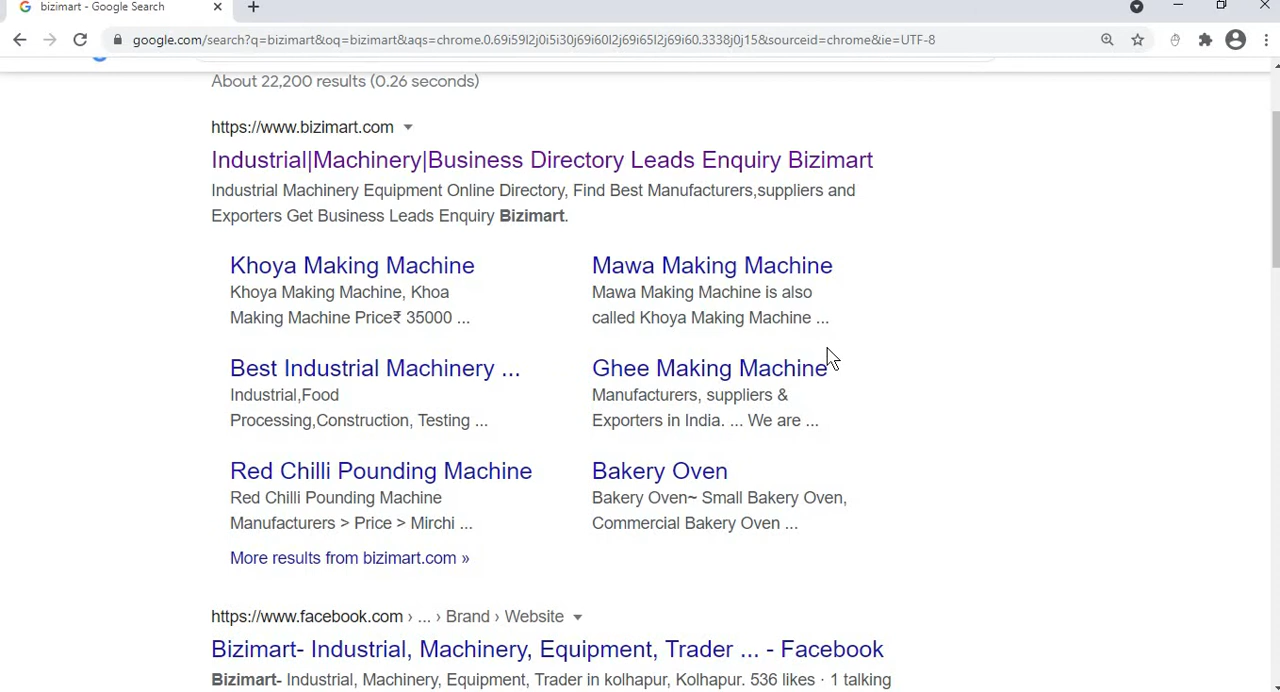 bizimart - Google Search
google.com/search?q=bizimart&oq=bizimart&aqs=chrome.0.69i59l2j0i5i30j69i60l2j69i65l2j69i60.3338j0j15&sourceid=chrome&ie=UTF-8
About 22,200 results (0.26 seconds)
https://www.bizimart.com
Industrial|Machinery|Business Directory Leads Enquiry Bizimart
Industrial Machinery Equipment Online Directory, Find Best Manufacturers,suppliers and
Exporters Get Business Leads Enquiry Bizimart.
Khoya Making Machine
Khoya Making Machine, Khoa
Making Machine Price₹ 35000 ...
Mawa Making Machine
Mawa Making Machine is also
called Khoya Making Machine ...
Best Industrial Machinery ...
Industrial,Food
Processing,Construction, Testing ...
Ghee Making Machine
Manufacturers, suppliers &
Exporters in India. ... We are ...
Red Chilli Pounding Machine
Red Chilli Pounding Machine
Manufacturers > Price > Mirchi ...
Bakery Oven
Bakery Oven~ Small Bakery Oven,
Commercial Bakery Oven ...
More results from bizimart.com »
https://www.facebook.com › ... › Brand › Website
Bizimart- Industrial, Machinery, Equipment, Trader ... - Facebook
Bizimart- Industrial, Machinery, Equipment, Trader in kolhapur, Kolhapur. 536 likes · 1 talking